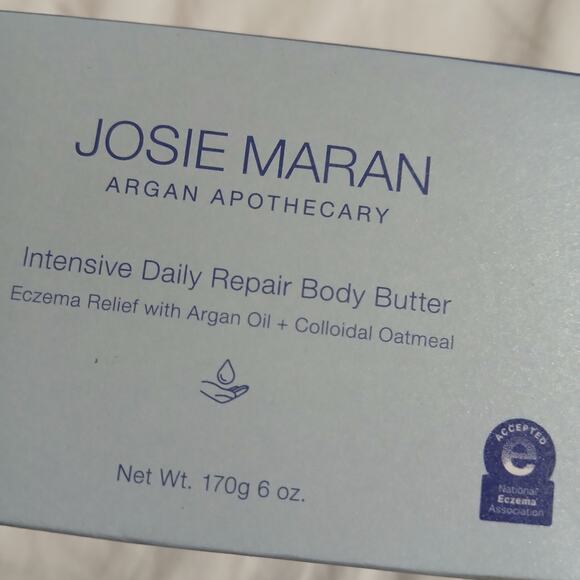 JOSIE MARAN
ARGAN APOTHECARY
Intensive Daily Repair Body Butter
Eczema Relief with Argan Oil + Colloidal Oatmeal
Net Wt. 170g 6 oz.
ACCEPTED
e
National
Eczema
Association